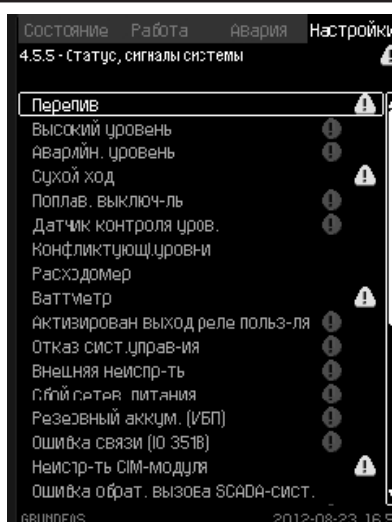 Состояние Работа Авария Настройки
4.5.5 - Статус, сигналы системы
Перелив
Высокий уровень
Аварийн. уровень
Сухой ход
Поплав. выключ-ль
Датчик контроля уров.
Конфликтующ.уровни
Расходомер
Ваттметр
Активирован выход реле польз-ля
Отказ сист.управ-ия
Внешняя неиспр-ть
Сбой сетев. питания
Резервный аккум. (ИБП)
Ошибка связи (IO 351B)
Неиспр-ть CIM-модуля
Ошибка обрат. вызова SCADA-сист.
GRUNDFOS 2012-08-23 16:5